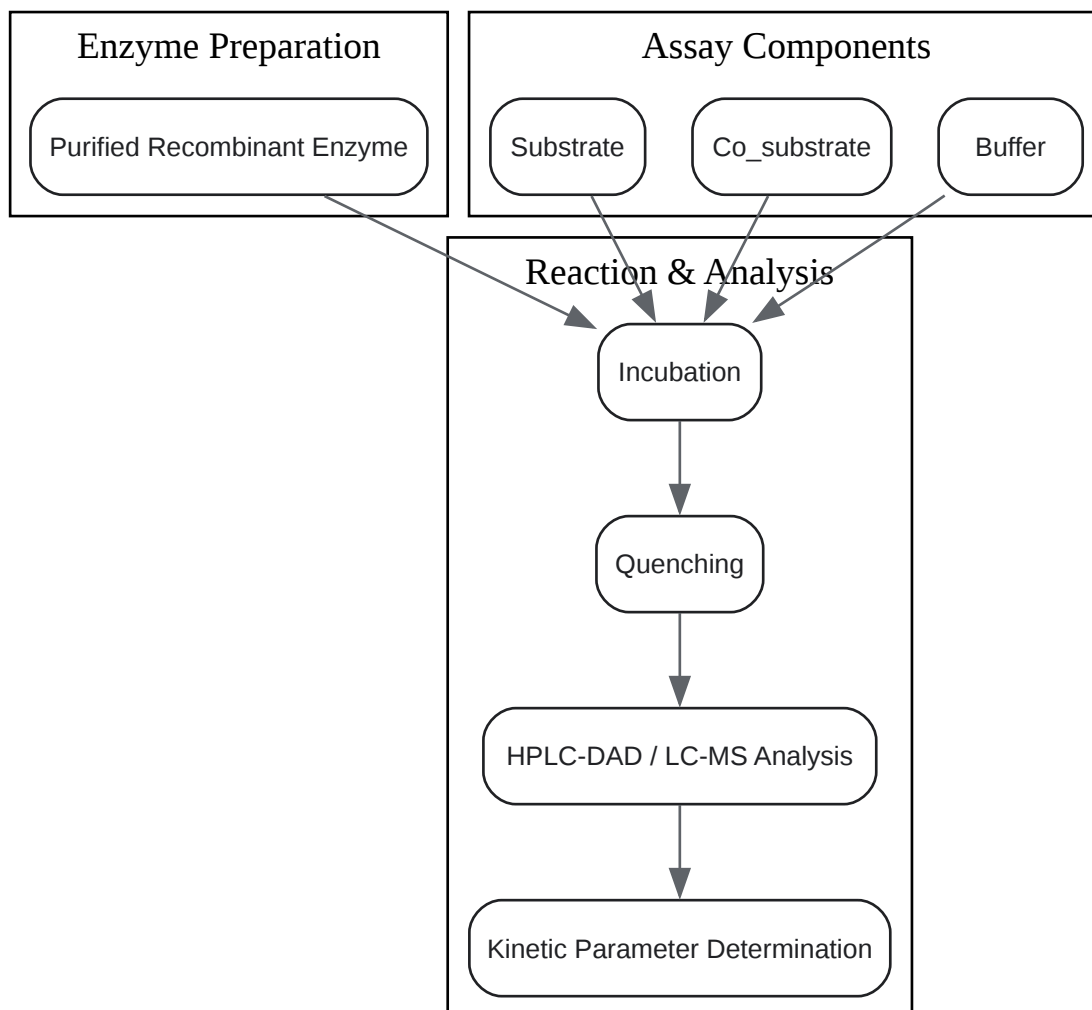 Enzyme Preparation
Assay Components
Purified Recombinant Enzyme
Substrate
Co_substrate
Buffer
Reaction & Analysis
Incubation
Quenching
HPLC-DAD / LC-MS Analysis
Kinetic Parameter Determination